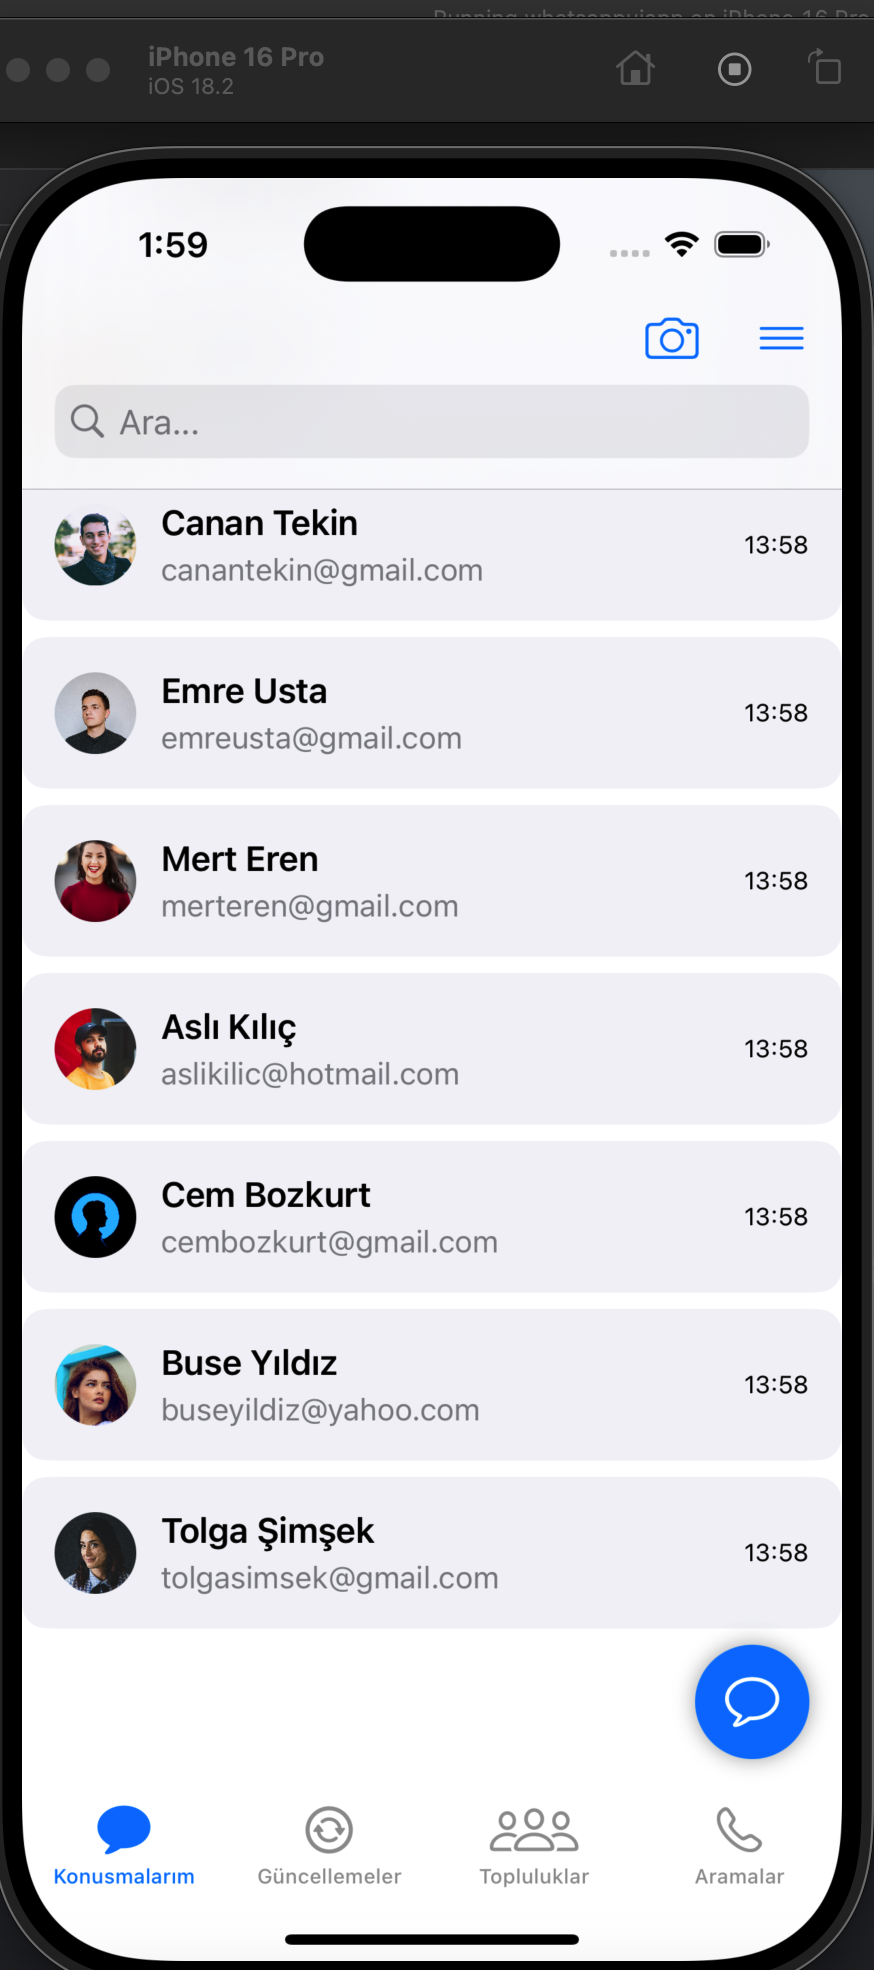 Running whatsappuiapp on iPhone 16 Pro
iPhone 16 Pro
iOS 18.2
1:59
Ara...
Canan Tekin
canantekin@gmail.com
13:58
Emre Usta
emreusta@gmail.com
13:58
Mert Eren
merteren@gmail.com
13:58
Aslı Kılıç
aslikilic@hotmail.com
13:58
Cem Bozkurt
cembozkurt@gmail.com
13:58
Buse Yıldız
buseyildiz@yahoo.com
13:58
Tolga Şimşek
tolgasimsek@gmail.com
13:58
Konusmalarım
Güncellemeler
Topluluklar
Aramalar